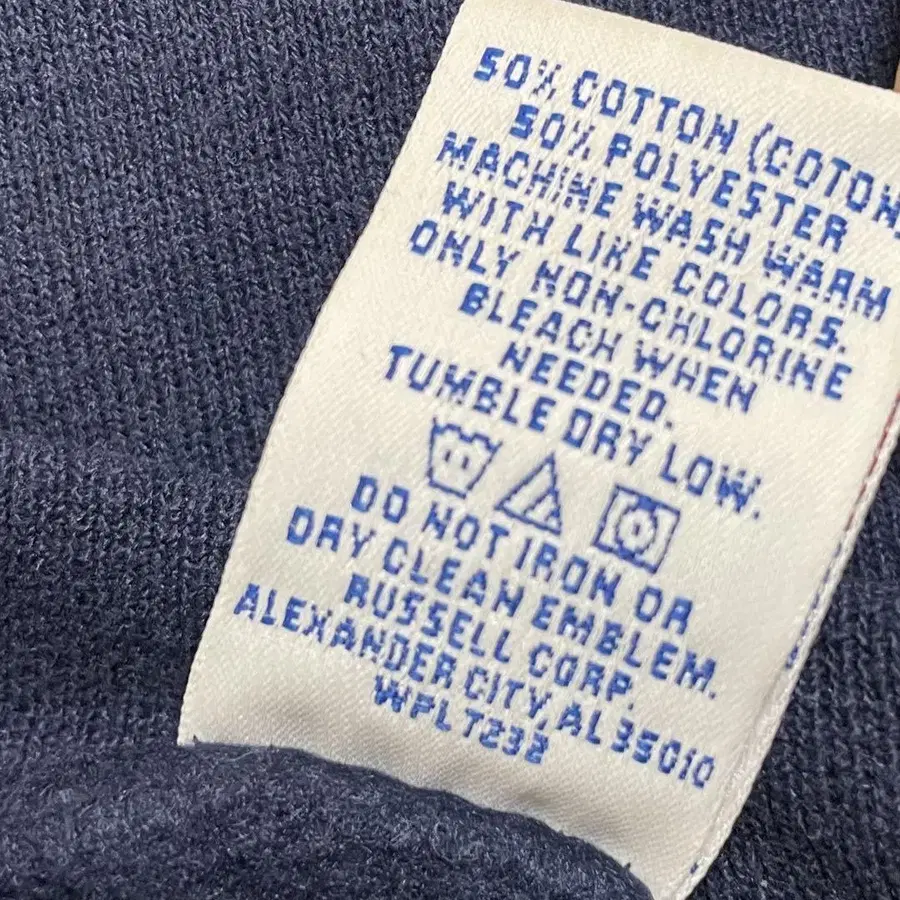 50% COTTON (COTON)
50% POLYESTER
MACHINE WASH WARM
WITH LIKE COLORS.
ONLY NON-CHLORINE
BLEACH WHEN
NEEDED.
TUMBLE DRY LOW.
DO NOT IRON OR
DRY CLEAN EMBLEM.
RUSSELL CORP.
ALEXANDER CITY, AL 35010
WPL 7232